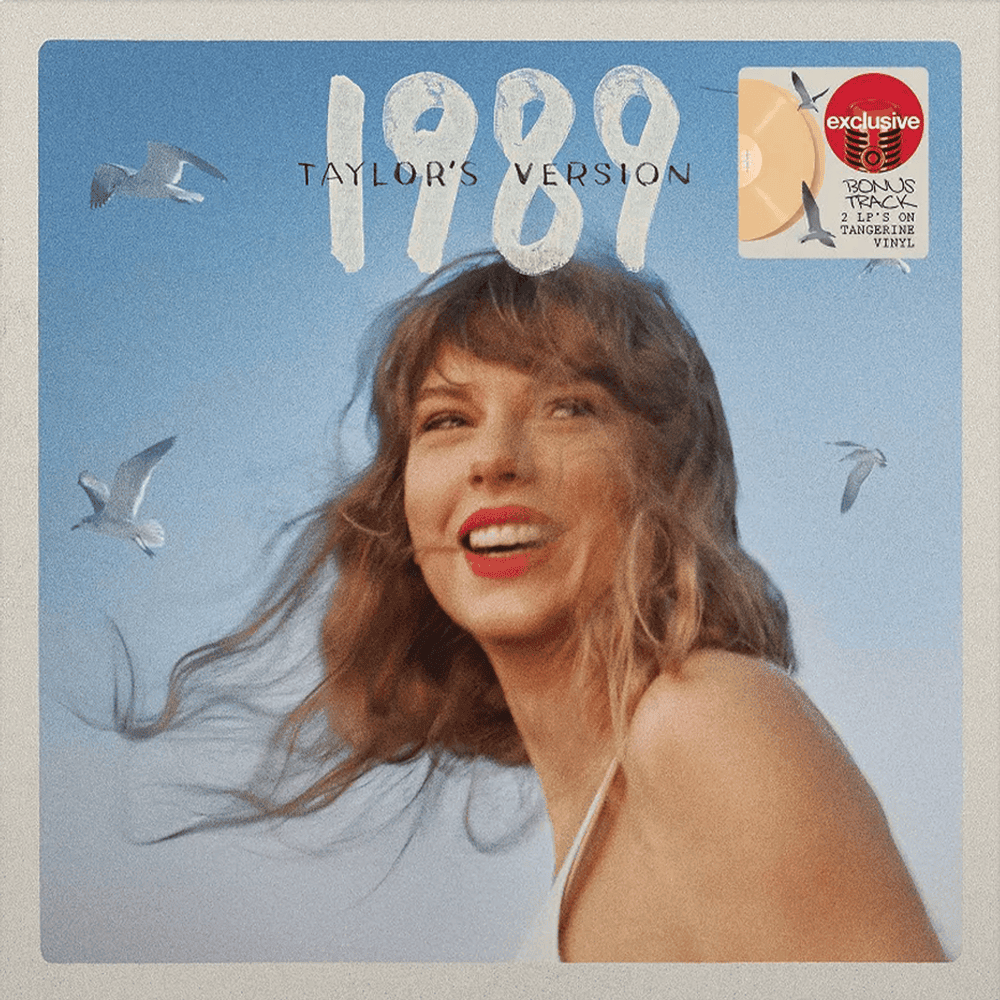 1989
TAYLOR'S VERSION
exclusive
BONUS
TRACK
2 LP'S ON
TANGERINE
VINYL